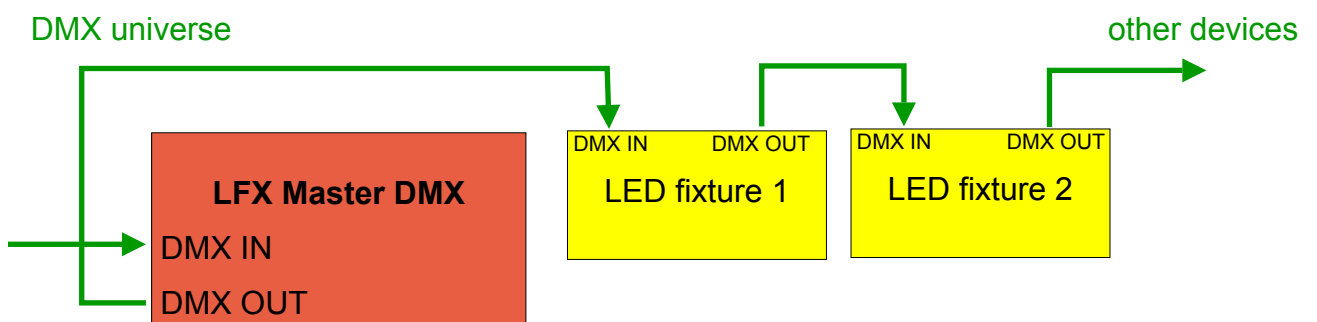 DMX universe
other devices
DMX IN
DMX OUT
DMX IN
DMX OUT
LFX Master DMX
LED fixture 1
LED fixture 2
DMX IN
DMX OUT